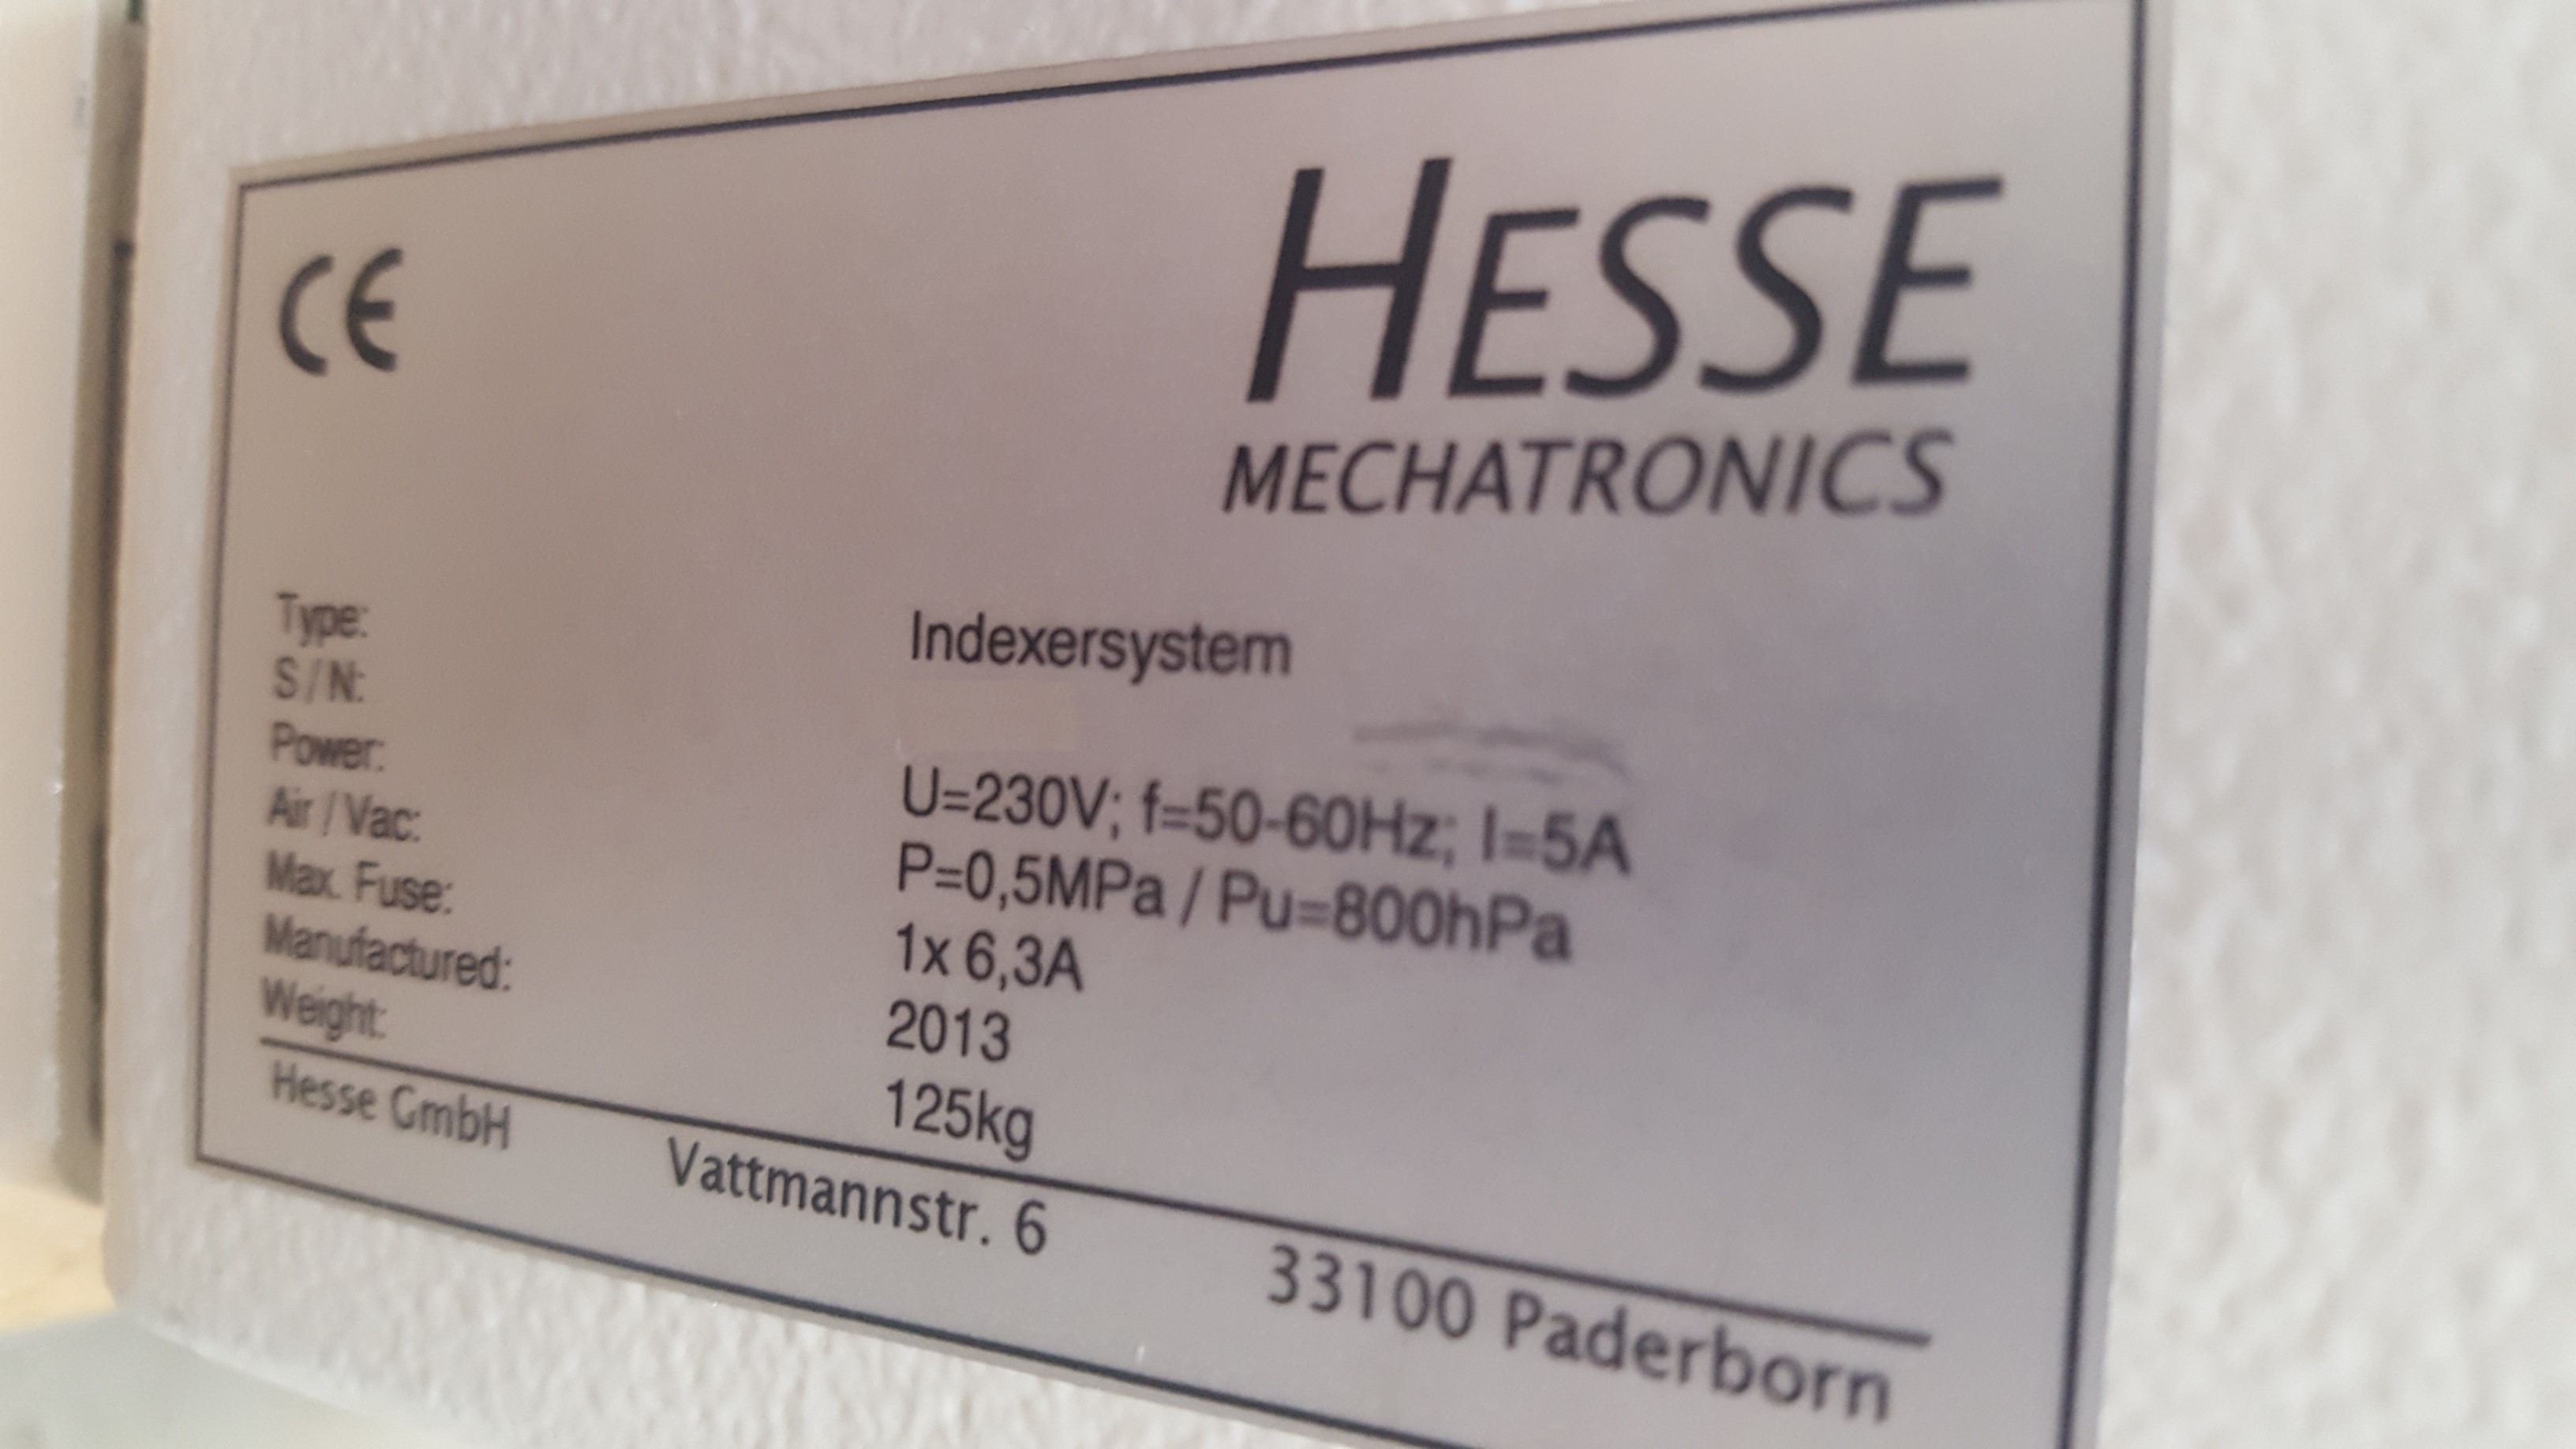 CE
HESSE
MECHATRONICS
Type: Indexersystem
S/N:
Power: U=230V; f=50-60Hz; I=5A
Air / Vac: P=0,5MPa / Pu=800hPa
Max. Fuse: 1x 6,3A
Manufactured: 2013
Weight: 125kg
Hesse GmbH Vattmannstr. 6 33100 Paderborn